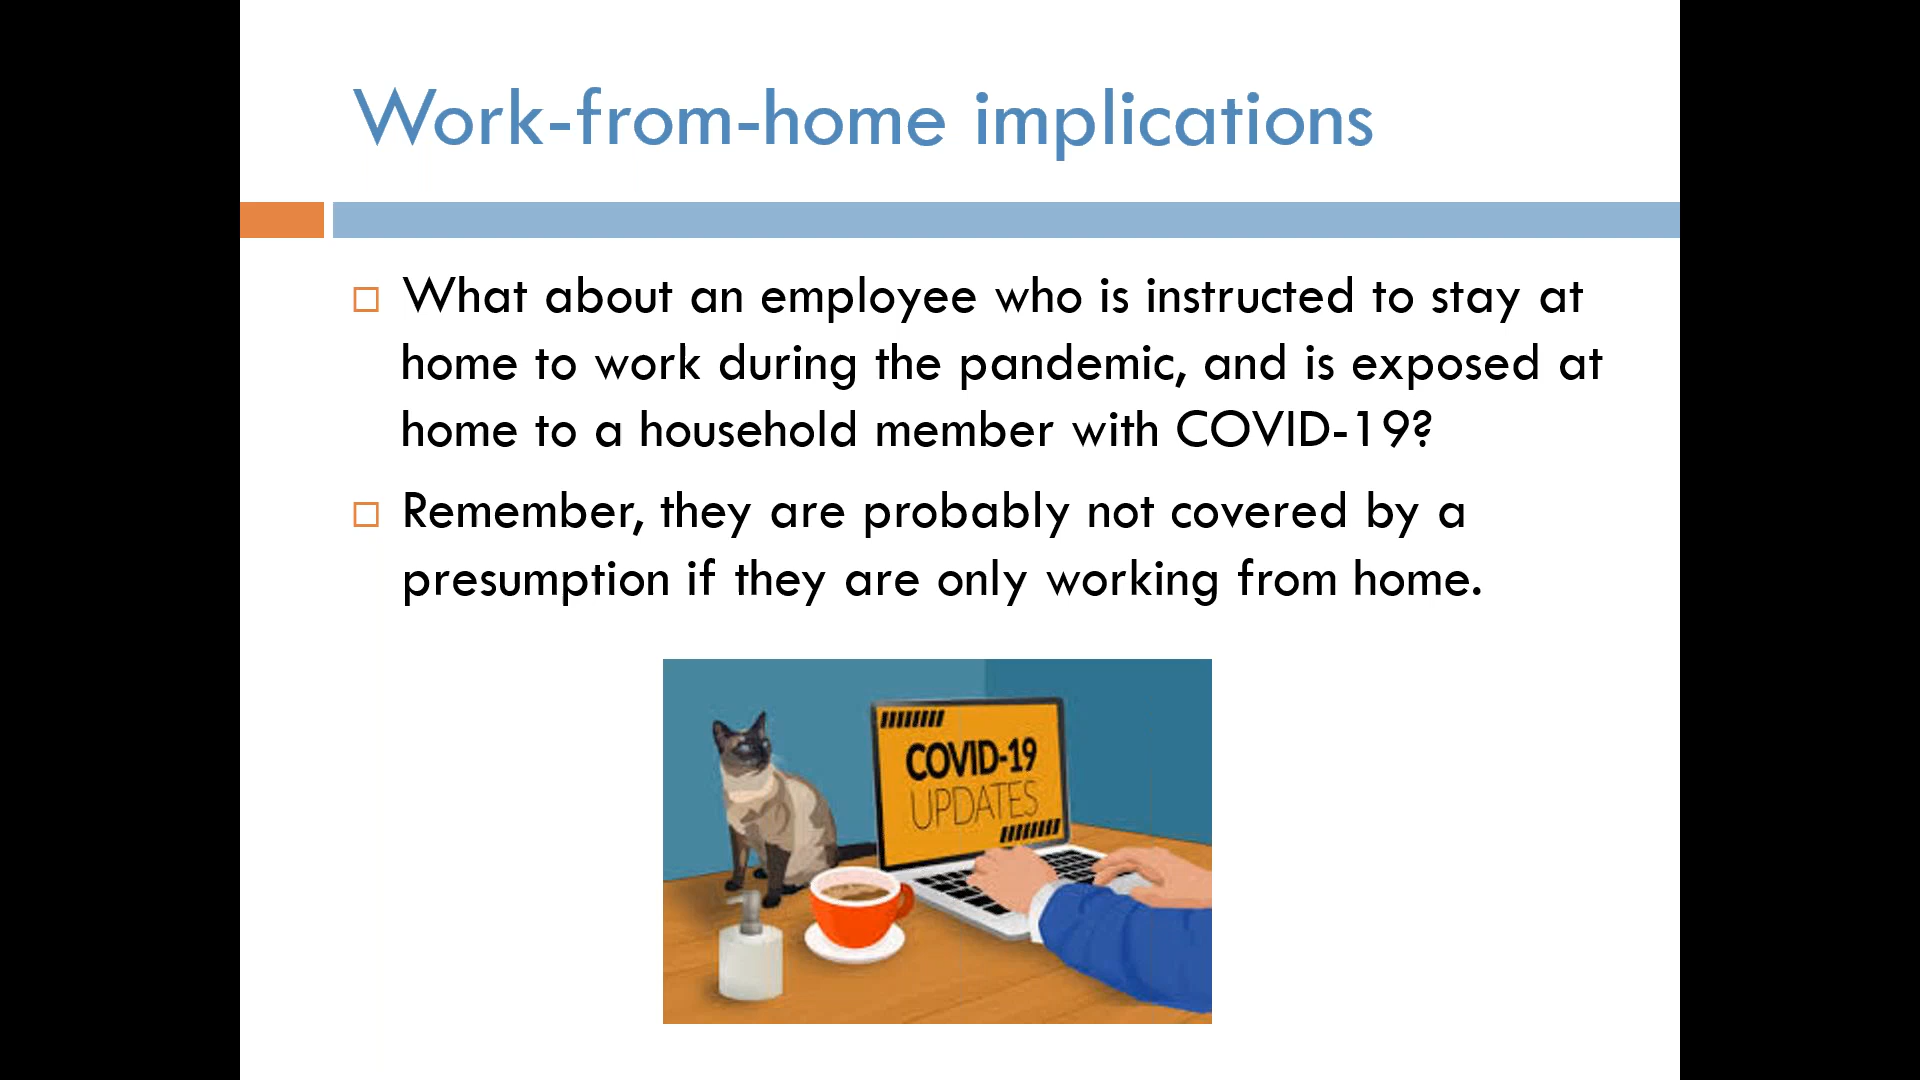 Work-from-home implications
What about an employee who is instructed to stay at
home to work during the pandemic, and is exposed at
home to a household member with COVID-19?
Remember, they are probably not covered by a
presumption if they are only working from home.
COVID-19
UPDATES